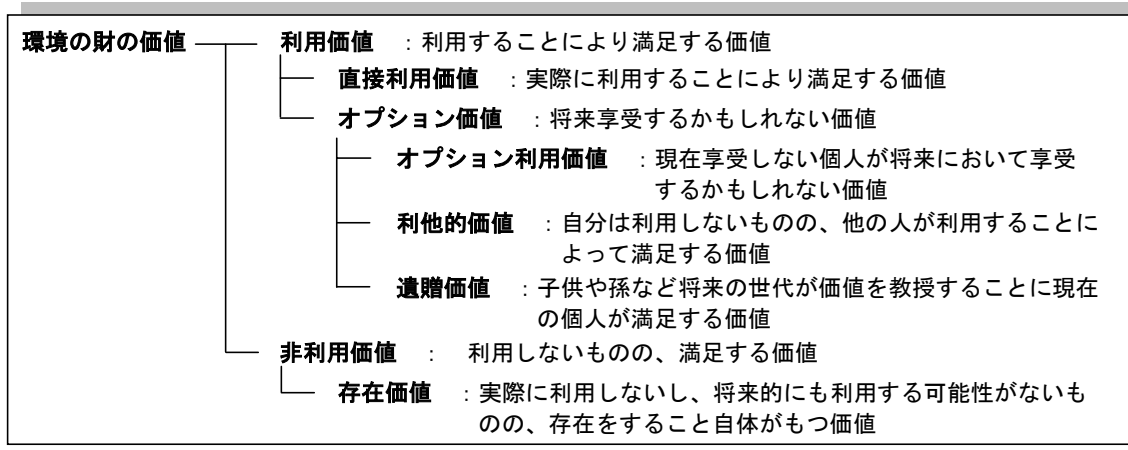 環境の財の価値 利用価値 :利用することにより満足する価値
直接利用価値 :実際に利用することにより満足する価値
オプション価値 :将来享受するかもしれない価値
オプション利用価値 :現在享受しない個人が将来において享受
するかもしれない価値
利他的価値 :自分は利用しないものの、他の人が利用することに
よって満足する価値
遺贈価値 :子供や孫など将来の世代が価値を教授することに現在
の個人が満足する価値
非利用価値 : 利用しないものの、満足する価値
存在価値 :実際に利用しないし、将来的にも利用する可能性がないも
のの、存在をすること自体がもつ価値